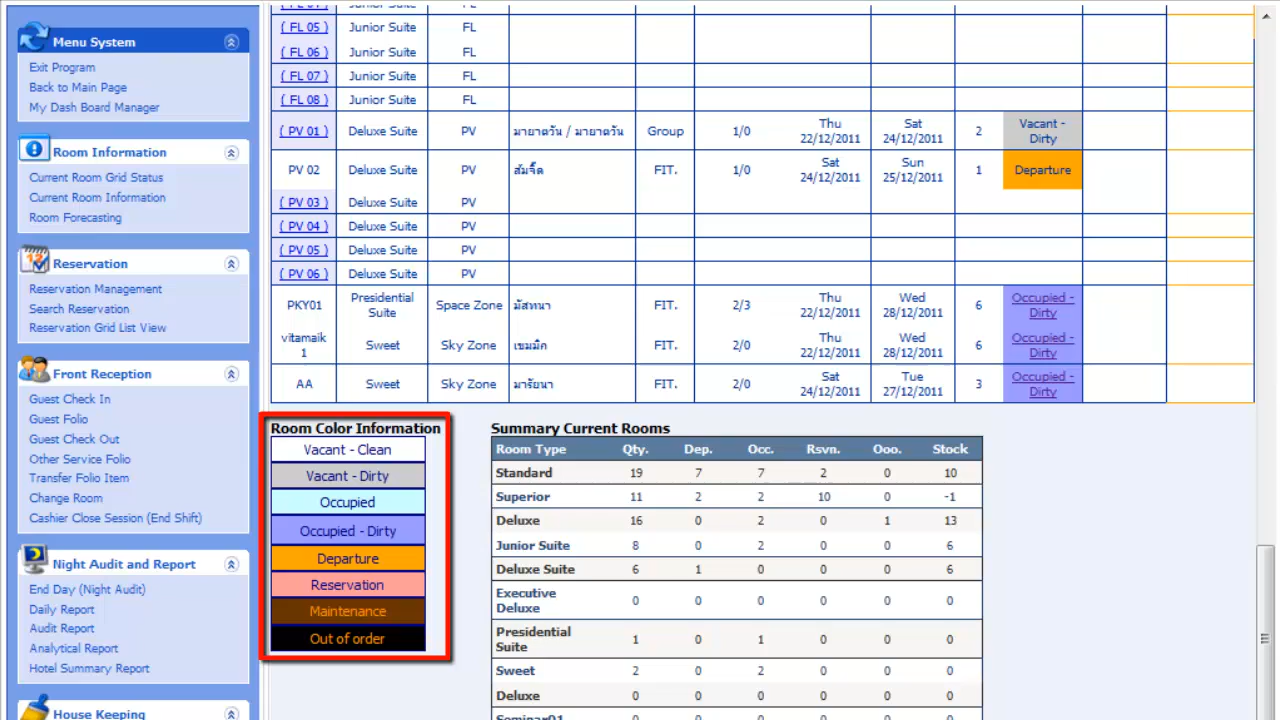 Menu System
Exit Program
Back to Main Page
My Dash Board Manager
Room Information
Current Room Grid Status
Current Room Information
Room Forecasting
Reservation
Reservation Management
Search Reservation
Reservation Grid List View
Front Reception
Guest Check In
Guest Folio
Guest Check Out
Other Service Folio
Transfer Folio Item
Change Room
Cashier Close Session (End Shift)
Night Audit and Report
End Day (Night Audit)
Daily Report
Audit Report
Analytical Report
Hotel Summary Report
House Keeping
( FL 05 ) Junior Suite FL
( FL 06 ) Junior Suite FL
( FL 07 ) Junior Suite FL
( FL 08 ) Junior Suite FL
( PV 01 ) Deluxe Suite PV มายาตวัน / มายาตวัน Group 1/0 Thu 22/12/2011 Sat 24/12/2011 2 Vacant - Dirty
PV 02 Deluxe Suite PV ส้มจี๊ด FIT. 1/0 Sat 24/12/2011 Sun 25/12/2011 1 Departure
( PV 03 ) Deluxe Suite PV
( PV 04 ) Deluxe Suite PV
( PV 05 ) Deluxe Suite PV
( PV 06 ) Deluxe Suite PV
PKY01 Presidential Suite Space Zone มัสทนา FIT. 2/3 Thu 22/12/2011 Wed 28/12/2011 6 Occupied - Dirty
vitamaik 1 Sweet Sky Zone เขมมิก FIT. 2/0 Thu 22/12/2011 Wed 28/12/2011 6 Occupied - Dirty
AA Sweet Sky Zone มารัยนา FIT. 2/0 Sat 24/12/2011 Tue 27/12/2011 3 Occupied - Dirty
Room Color Information
Vacant - Clean
Vacant - Dirty
Occupied
Occupied - Dirty
Departure
Reservation
Maintenance
Out of order
Summary Current Rooms
Room Type Qty. Dep. Occ. Rsvn. Ooo. Stock
Standard 19 7 7 2 0 10
Superior 11 2 2 10 0 -1
Deluxe 16 0 2 0 1 13
Junior Suite 8 0 2 0 0 6
Deluxe Suite 6 1 0 0 0 6
Executive Deluxe 0 0 0 0 0 0
Presidential Suite 1 0 1 0 0 0
Sweet 2 0 2 0 0 0
Deluxe 0 0 0 0 0 0
Seminar01 0 0 0 0 0 0